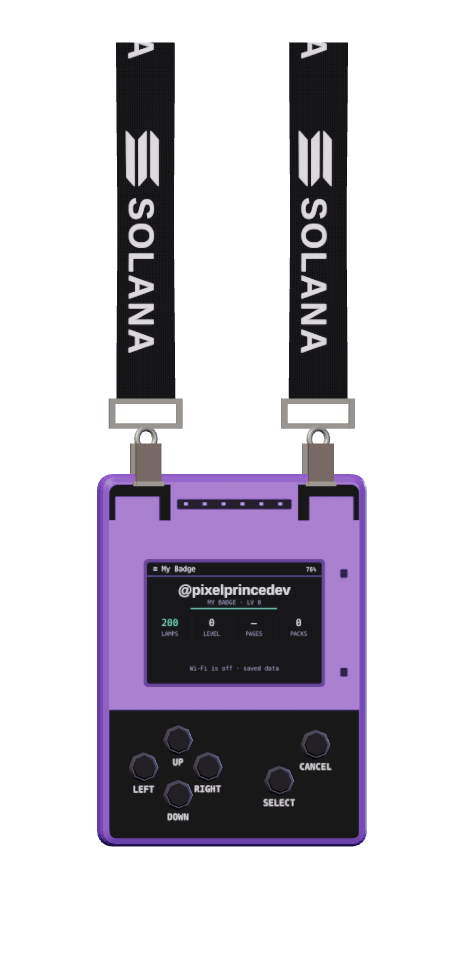 A
A
SOLANA
SOLANA
≡ My Badge
76%
@pixelprincedev
MY BADGE · LV 0
200
0
—
0
LAMPS
LEVEL
PAGES
PACKS
Wi-Fi is off · saved data
UP
LEFT
RIGHT
DOWN
CANCEL
SELECT